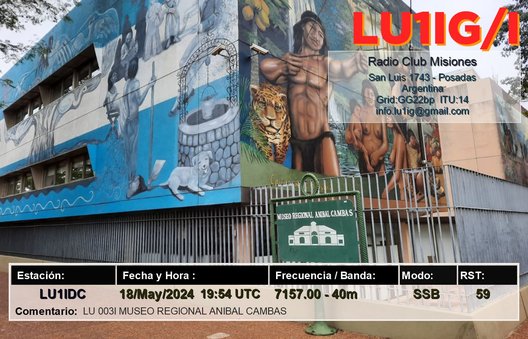 LU1IG/I
Radio Club Misiones
San Luis 1743 - Posadas
Argentina
Grid:GG22bp ITU:14
info.lu1ig@gmail.com
MUSEO REGIONAL ANIBAL CAMBAS
Estación: Fecha y Hora : Frecuencia / Banda: Modo: RST:
LU1IDC 18/May/2024 19:54 UTC 7157.00 - 40m SSB 59
Comentario: LU 003I MUSEO REGIONAL ANIBAL CAMBAS